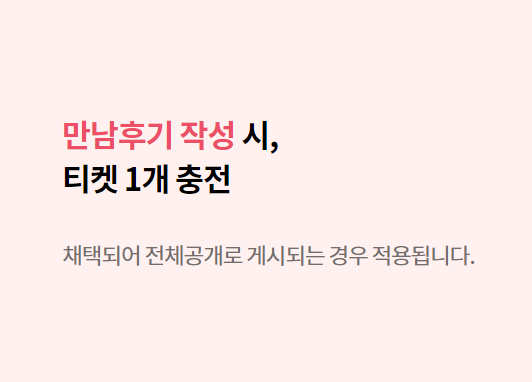 만남후기 작성 시,
티켓 1개 충전
채택되어 전체공개로 게시되는 경우 적용됩니다.